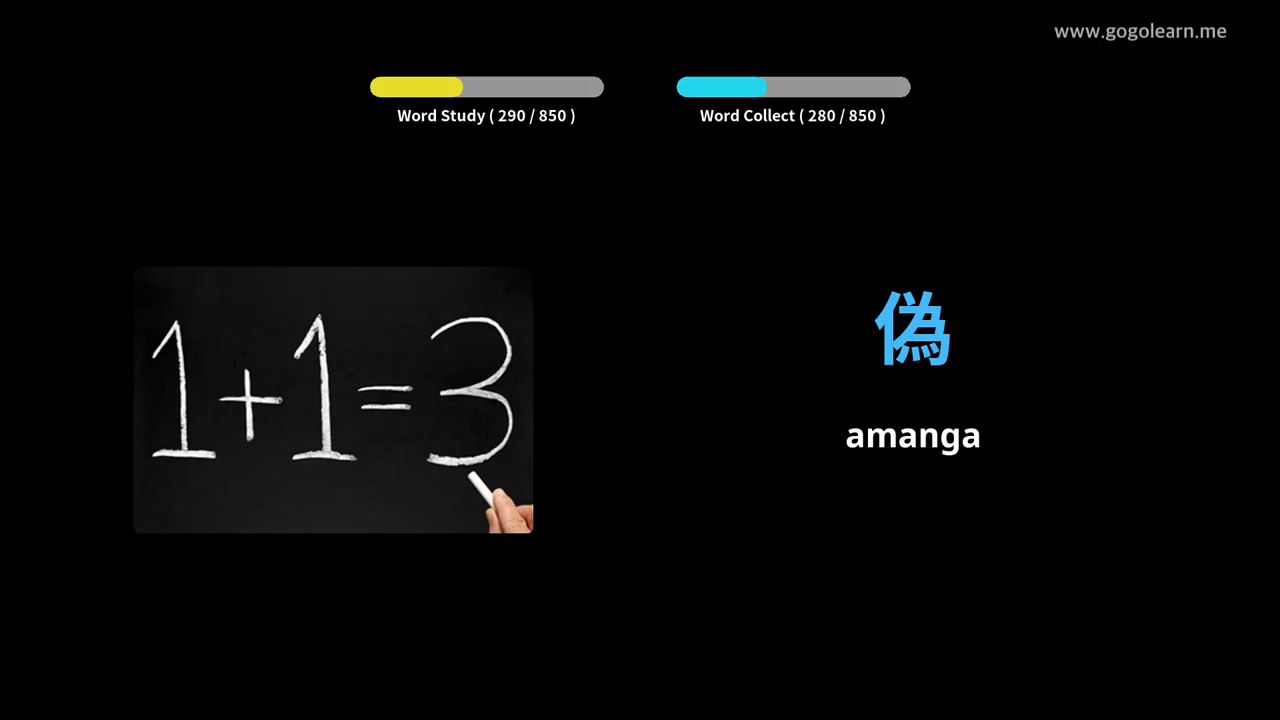 www.gogolearn.me
Word Study ( 290 / 850 )
Word Collect ( 280 / 850 )
1+1=3
偽
amanga